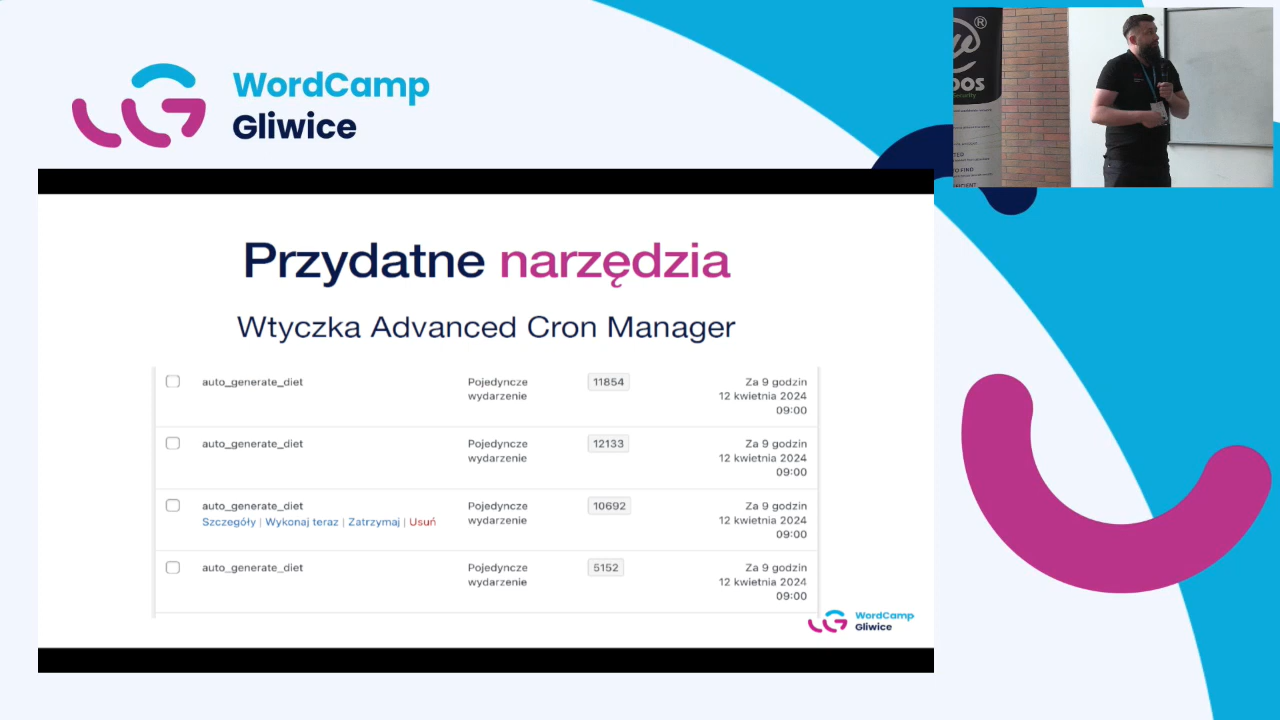 WordCamp
Gliwice
Przydatne narzędzia
Wtyczka Advanced Cron Manager
auto_generate_diet
Pojedyncze
wydarzenie
11854
Za 9 godzin
12 kwietnia 2024
09:00
auto_generate_diet
Pojedyncze
wydarzenie
12133
Za 9 godzin
12 kwietnia 2024
09:00
auto_generate_diet
Szczegóły | Wykonaj teraz | Zatrzymaj | Usuń
Pojedyncze
wydarzenie
10692
Za 9 godzin
12 kwietnia 2024
09:00
auto_generate_diet
Pojedyncze
wydarzenie
5152
Za 9 godzin
12 kwietnia 2024
09:00
WordCamp
Gliwice
®